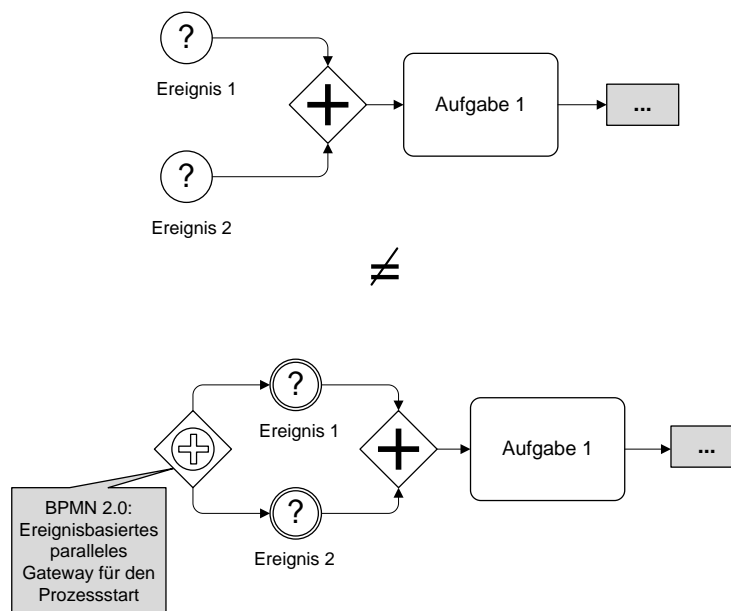 ?
Ereignis 1
Aufgabe 1
...
?
Ereignis 2
≠
?
Ereignis 1
Aufgabe 1
...
?
Ereignis 2
BPMN 2.0:
Ereignisbasiertes
paralleles
Gateway für den
Prozessstart